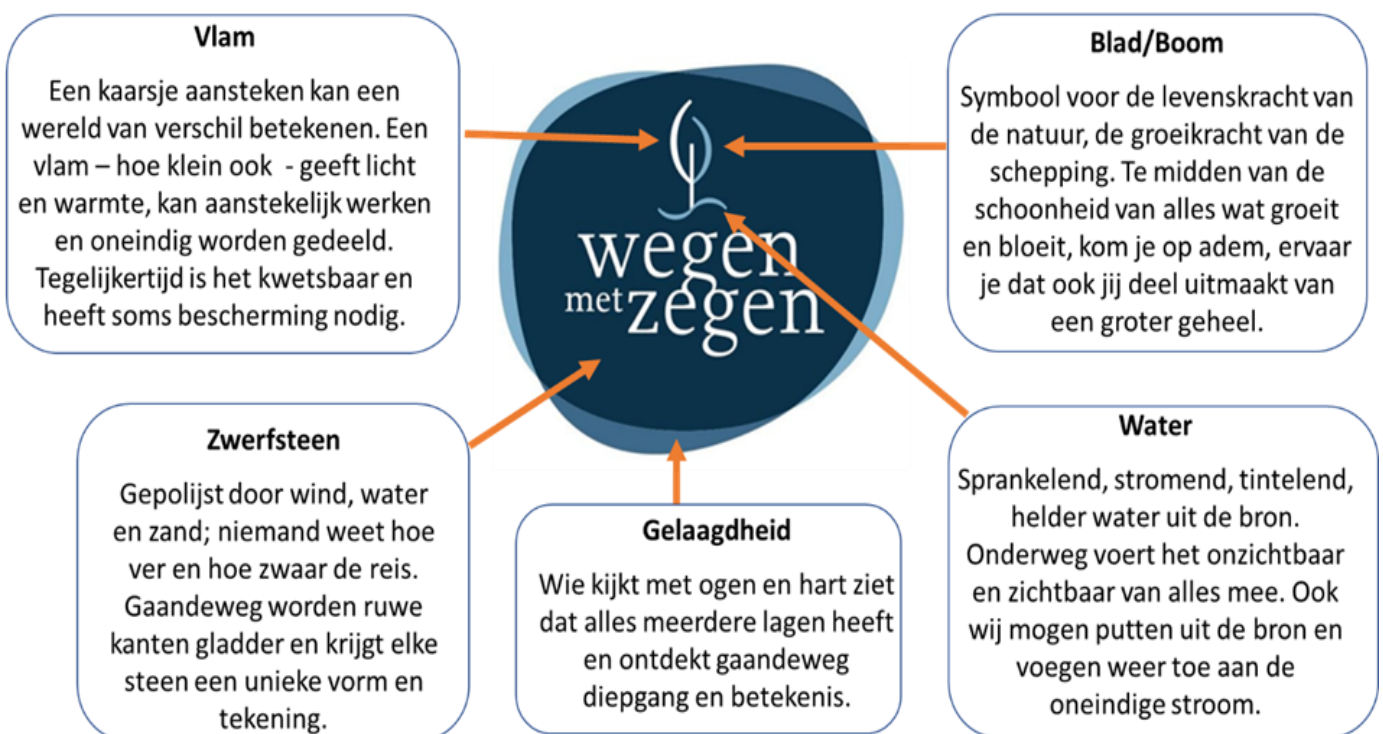 Vlam
Een kaarsje aansteken kan een
wereld van verschil betekenen. Een
vlam – hoe klein ook - geeft licht
en warmte, kan aanstekelijk werken
en oneindig worden gedeeld.
Tegelijkertijd is het kwetsbaar en
heeft soms bescherming nodig.
wegen
met zegen
Blad/Boom
Symbool voor de levenskracht van
de natuur, de groeikracht van de
schepping. Te midden van de
schoonheid van alles wat groeit
en bloeit, kom je op adem, ervaar
je dat ook jij deel uitmaakt van
een groter geheel.
Zwerfsteen
Gepolijst door wind, water
en zand; niemand weet hoe
ver en hoe zwaar de reis.
Gaandeweg worden ruwe
kanten gladder en krijgt elke
steen een unieke vorm en
tekening.
Gelaagdheid
Wie kijkt met ogen en hart ziet
dat alles meerdere lagen heeft
en ontdekt gaandeweg
diepgang en betekenis.
Water
Sprankelend, stromend, tintelend,
helder water uit de bron.
Onderweg voert het onzichtbaar
en zichtbaar van alles mee. Ook
wij mogen putten uit de bron en
voegen weer toe aan de
oneindige stroom.